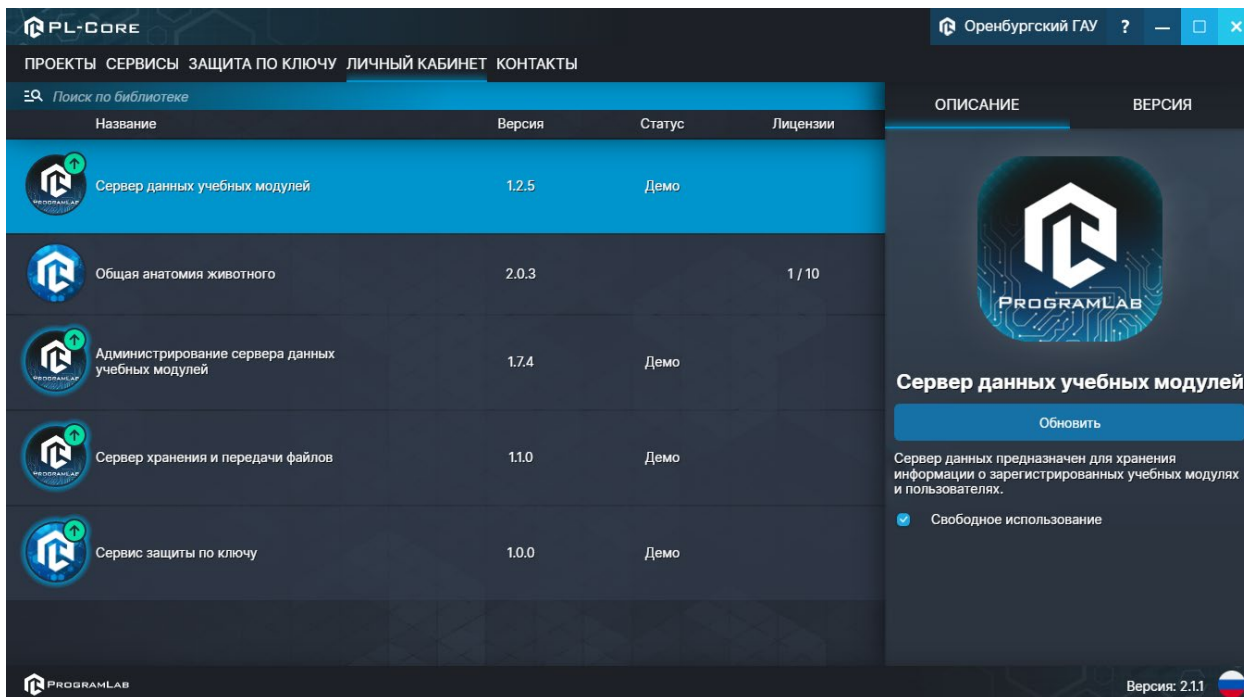 PL-CORE
Оренбургский ГАУ ?
ПРОЕКТЫ СЕРВИСЫ ЗАЩИТА ПО КЛЮЧУ ЛИЧНЫЙ КАБИНЕТ КОНТАКТЫ
Поиск по библиотеке
Название Версия Статус Лицензии
Сервер данных учебных модулей 1.2.5 Демо
Общая анатомия животного 2.0.3 1 / 10
Администрирование сервера данных
учебных модулей 1.7.4 Демо
Сервер хранения и передачи файлов 1.1.0 Демо
Сервис защиты по ключу 1.0.0 Демо
ОПИСАНИЕ ВЕРСИЯ
PROGRAMLAB
Сервер данных учебных модулей
Обновить
Сервер данных предназначен для хранения
информации о зарегистрированных учебных модулях
и пользователях.
Свободное использование
PROGRAMLAB
Версия: 2.1.1